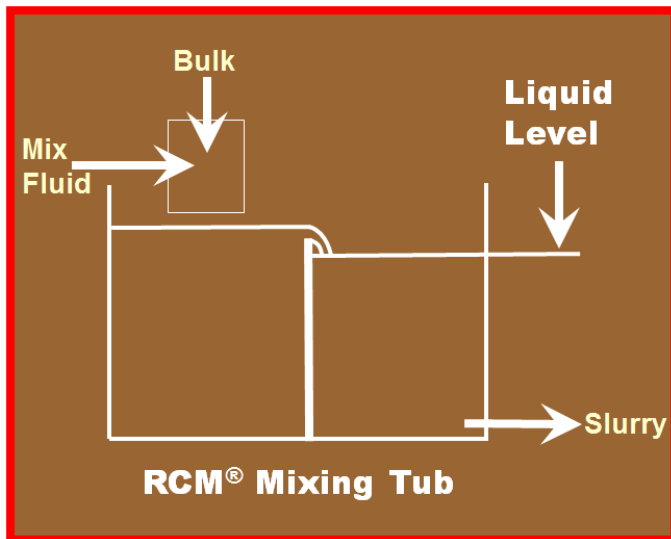 Bulk
Liquid
Level
Mix
Fluid
Slurry
RCM® Mixing Tub